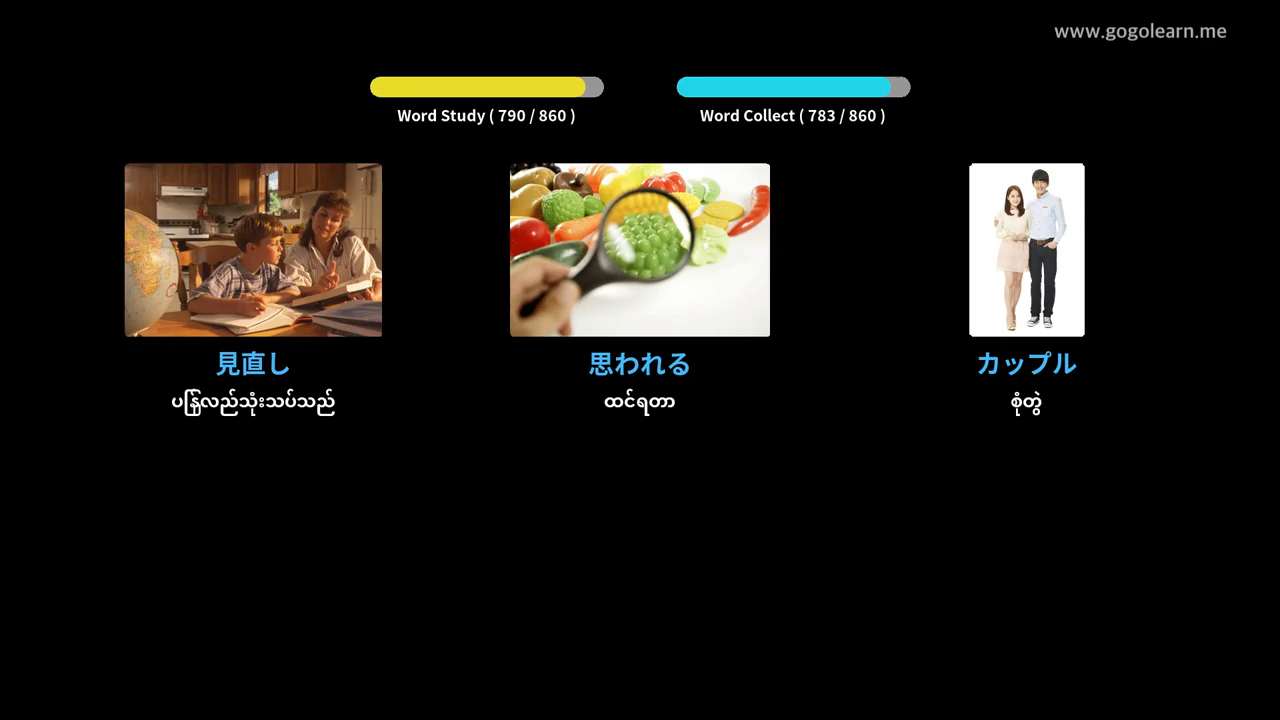 www.gogolearn.me
Word Study ( 790 / 860 )
Word Collect ( 783 / 860 )
見直し
思われる
カップル
ပြန်လည်သုံးသပ်သည်
ထင်ရတာ
စုံတွဲ